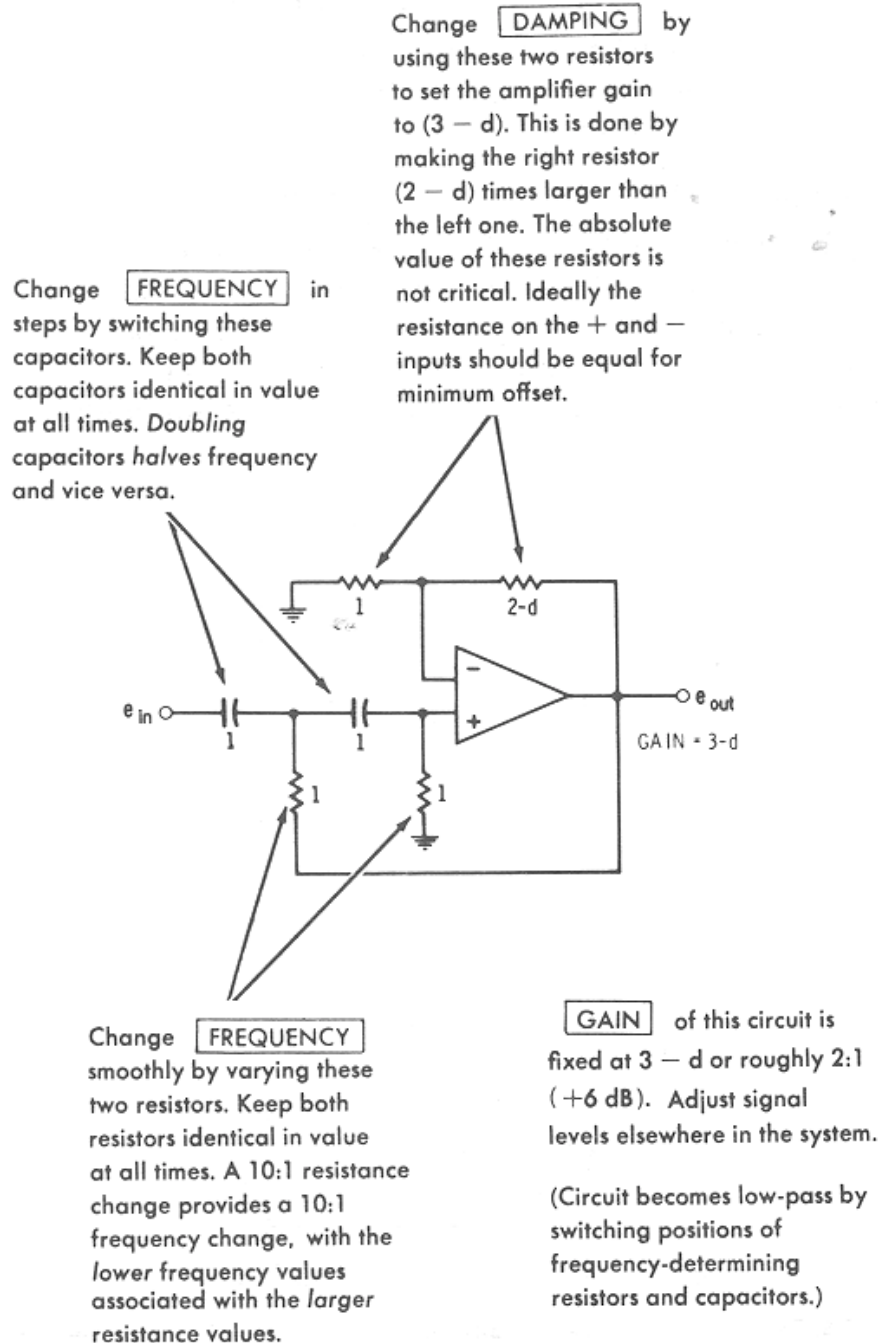 Change DAMPING by
using these two resistors
to set the amplifier gain
to (3 − d). This is done by
making the right resistor
(2 − d) times larger than
the left one. The absolute
value of these resistors is
not critical. Ideally the
resistance on the + and −
inputs should be equal for
minimum offset.
Change FREQUENCY in
steps by switching these
capacitors. Keep both
capacitors identical in value
at all times. Doubling
capacitors halves frequency
and vice versa.
1
2-d
−
+
e in
1
1
e out
GAIN = 3-d
1
1
Change FREQUENCY
smoothly by varying these
two resistors. Keep both
resistors identical in value
at all times. A 10:1 resistance
change provides a 10:1
frequency change, with the
lower frequency values
associated with the larger
resistance values.
GAIN of this circuit is
fixed at 3 − d or roughly 2:1
(+6 dB). Adjust signal
levels elsewhere in the system.
(Circuit becomes low-pass by
switching positions of
frequency-determining
resistors and capacitors.)